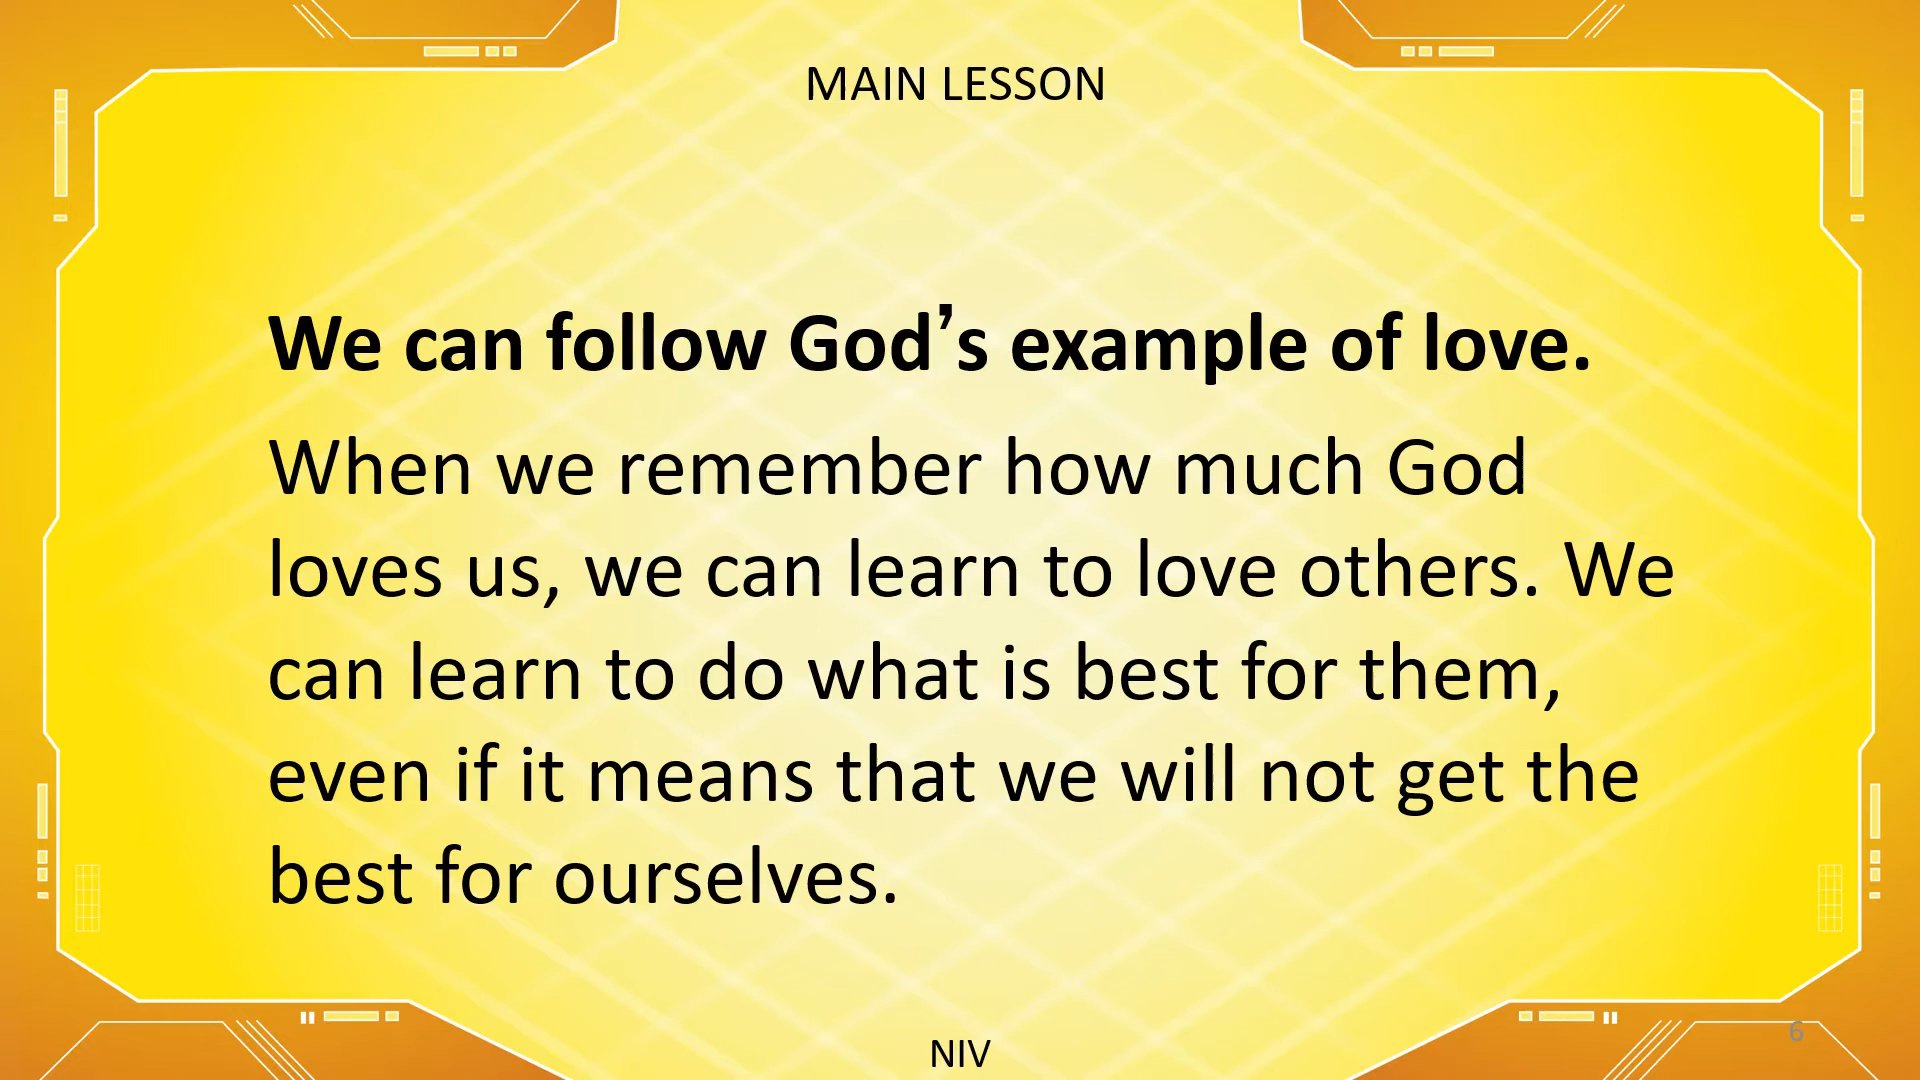 MAIN LESSON
We can follow God’s example of love.
When we remember how much God
loves us, we can learn to love others. We
can learn to do what is best for them,
even if it means that we will not get the
best for ourselves.
6
NIV